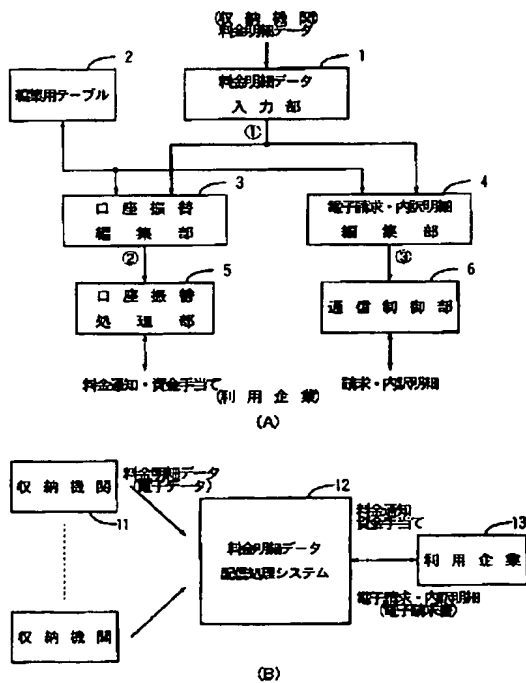 (収納機関)
料金明細データ
2
1
編集用テーブル
料金明細データ
入力部
①
3
4
口座振替
編集部
電子請求・内訳明細
編集部
②
③
5
6
口座振替
処理部
通信制御部
料金通知・資金手当て
請求・内訳明細
(利用企業)
(A)
収納機関
11
料金明細データ
(電子データ)
12
料金明細データ
配信処理システム
料金通知
資金手当て
13
利用企業
電子請求・内訳明細
(電子請求書)
収納機関
(B)